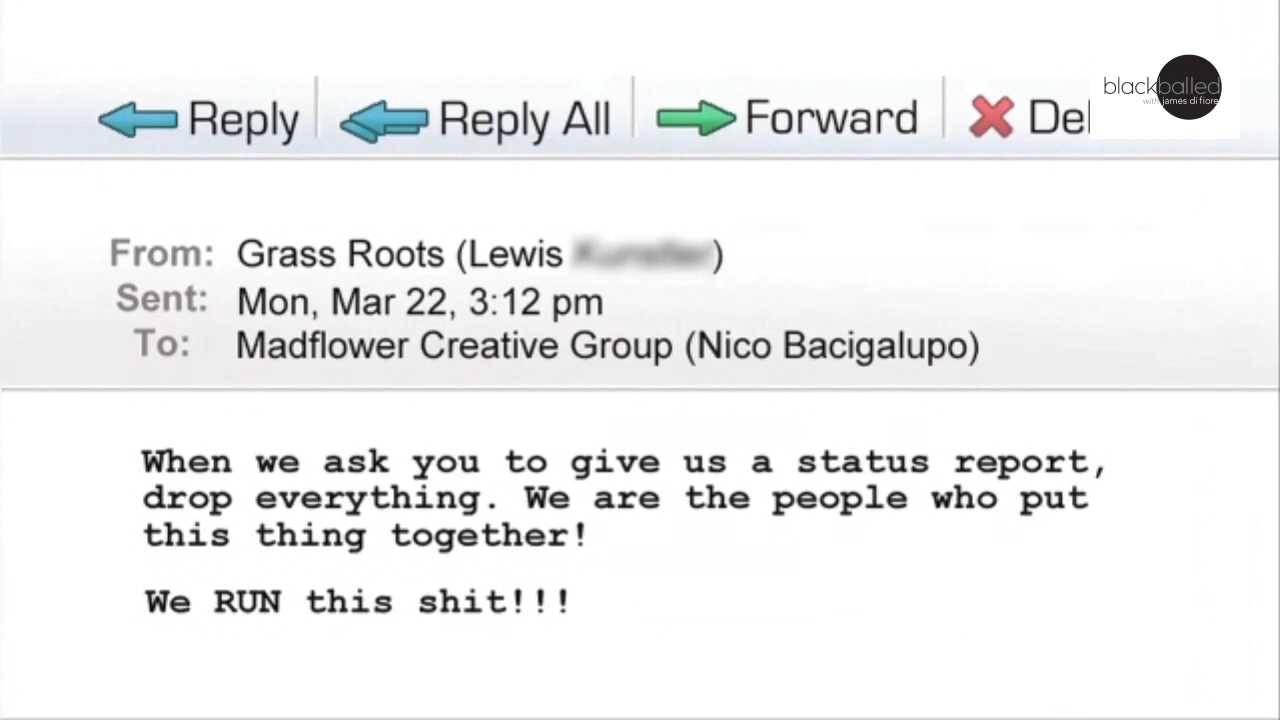 blackballed
with james di fiore
Reply
Reply All
Forward
Del
From: Grass Roots (Lewis )
Sent: Mon, Mar 22, 3:12 pm
To: Madflower Creative Group (Nico Bacigalupo)
When we ask you to give us a status report,
drop everything. We are the people who put
this thing together!
We RUN this shit!!!